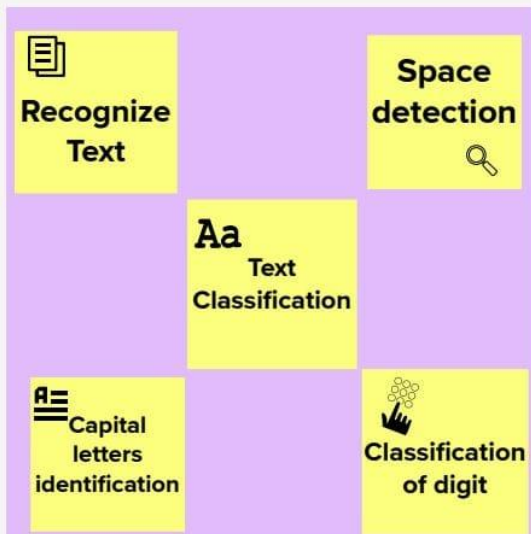 Recognize
Text
Space
detection
Aa
Text
Classification
Capital
letters
identification
Classification
of digit